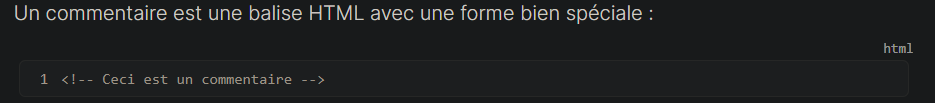 Un commentaire est une balise HTML avec une forme bien spéciale :
html
1 <!-- Ceci est un commentaire -->